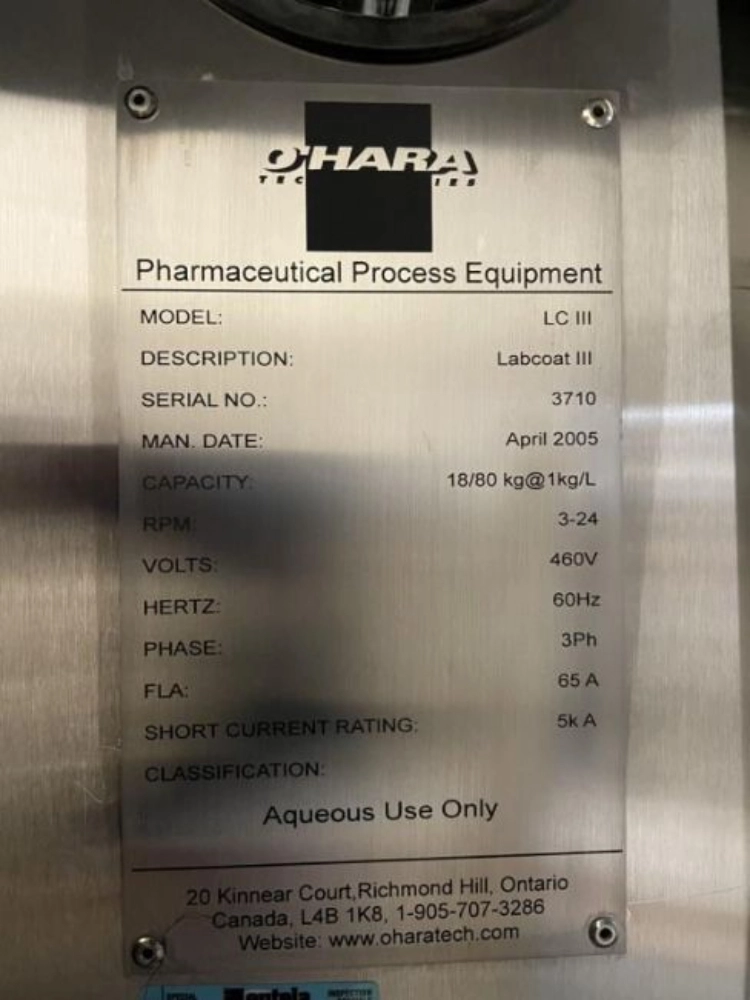 O'HARA
TEC IES
Pharmaceutical Process Equipment
MODEL: LC III
DESCRIPTION: Labcoat III
SERIAL NO.: 3710
MAN. DATE: April 2005
CAPACITY: 18/80 kg@1kg/L
RPM: 3-24
VOLTS: 460V
HERTZ: 60Hz
PHASE: 3Ph
FLA: 65 A
SHORT CURRENT RATING: 5k A
CLASSIFICATION:
Aqueous Use Only
20 Kinnear Court,Richmond Hill, Ontario
Canada, L4B 1K8, 1-905-707-3286
Website: www.oharatech.com